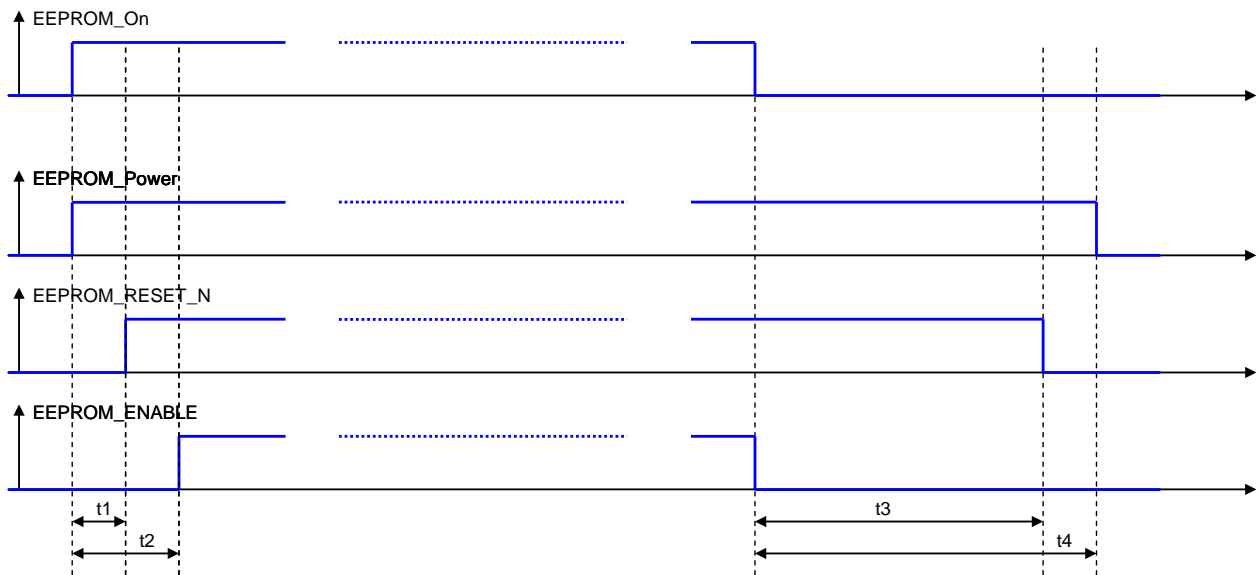 EEPROM_On
EEPROM_Power
EEPROM_RESET_N
EEPROM_ENABLE
t1
t3
t2
t4